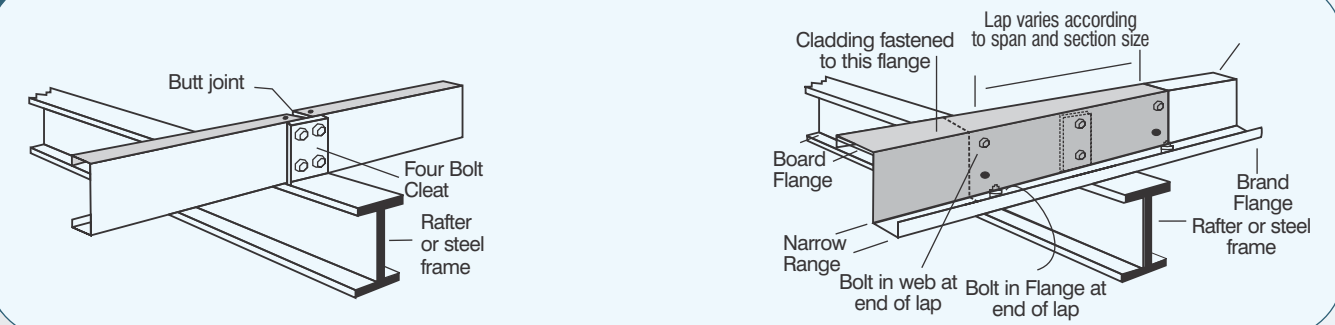 Butt joint
Four Bolt
Cleat
Rafter
or steel
frame
Cladding fastened
to this flange
Lap varies according
to span and section size
Board
Flange
Narrow
Range
Bolt in web at
end of lap
Bolt in Flange at
end of lap
Brand
Flange
Rafter or steel
frame